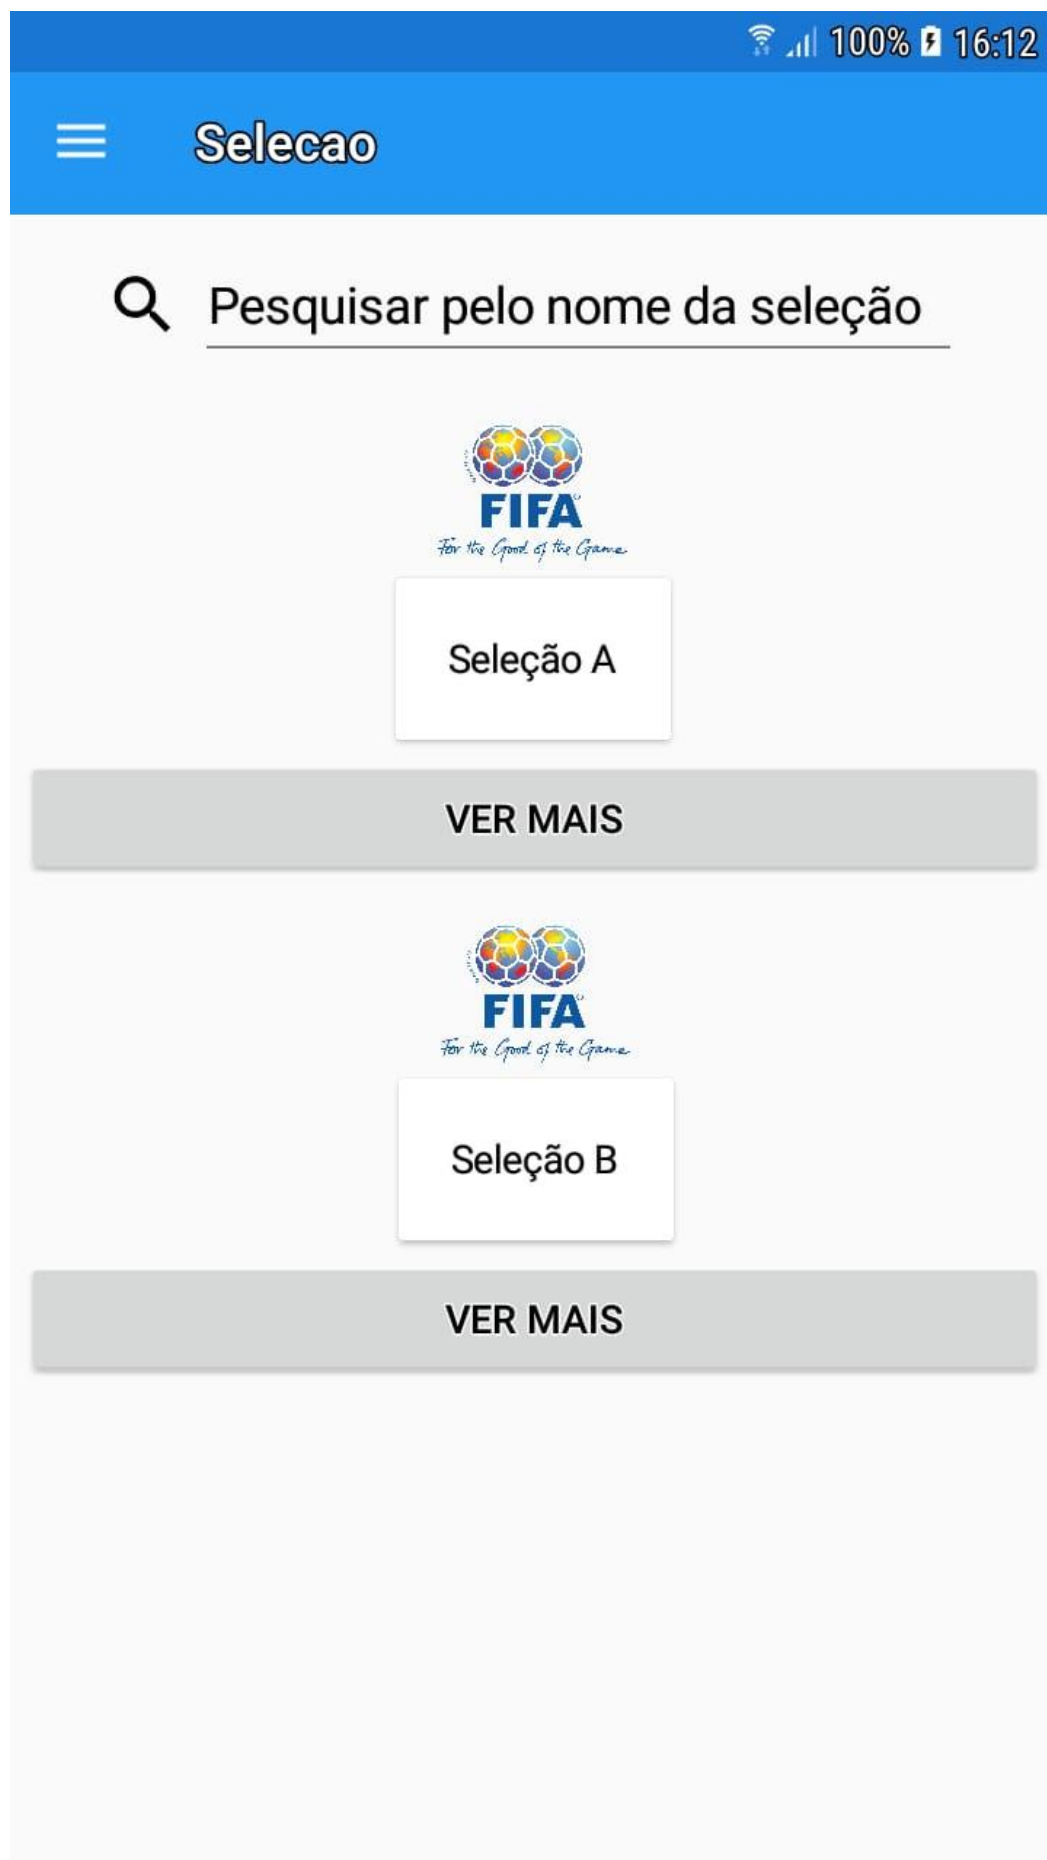 100% 16:12
Selecao
Pesquisar pelo nome da seleção
FIFA
For the Good of the Game
Seleção A
VER MAIS
FIFA
For the Good of the Game
Seleção B
VER MAIS